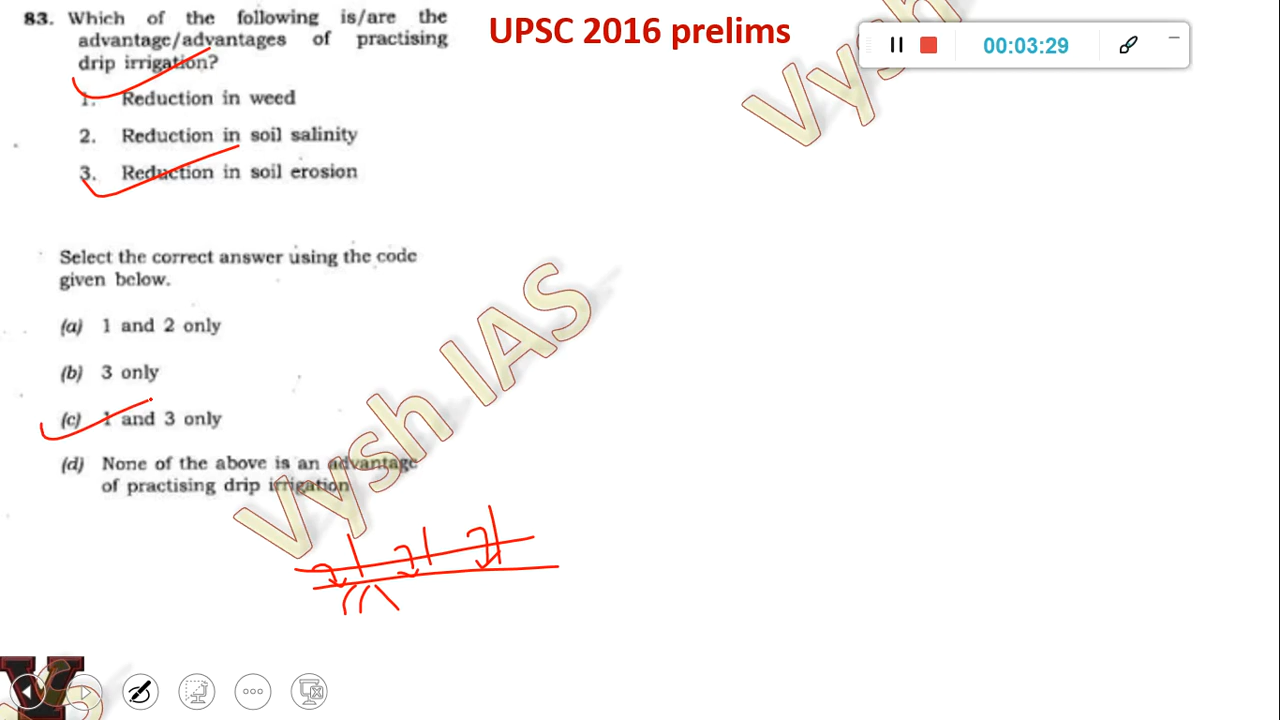 83. Which of the following is/are the
advantage/advantages of practising
drip irrigation?
1. Reduction in weed
2. Reduction in soil salinity
3. Reduction in soil erosion
Select the correct answer using the code
given below.
(a) 1 and 2 only
(b) 3 only
(c) 1 and 3 only
(d) None of the above is an advantage
of practising drip irrigation
UPSC 2016 prelims
00:03:29
Vysh
Vysh IAS